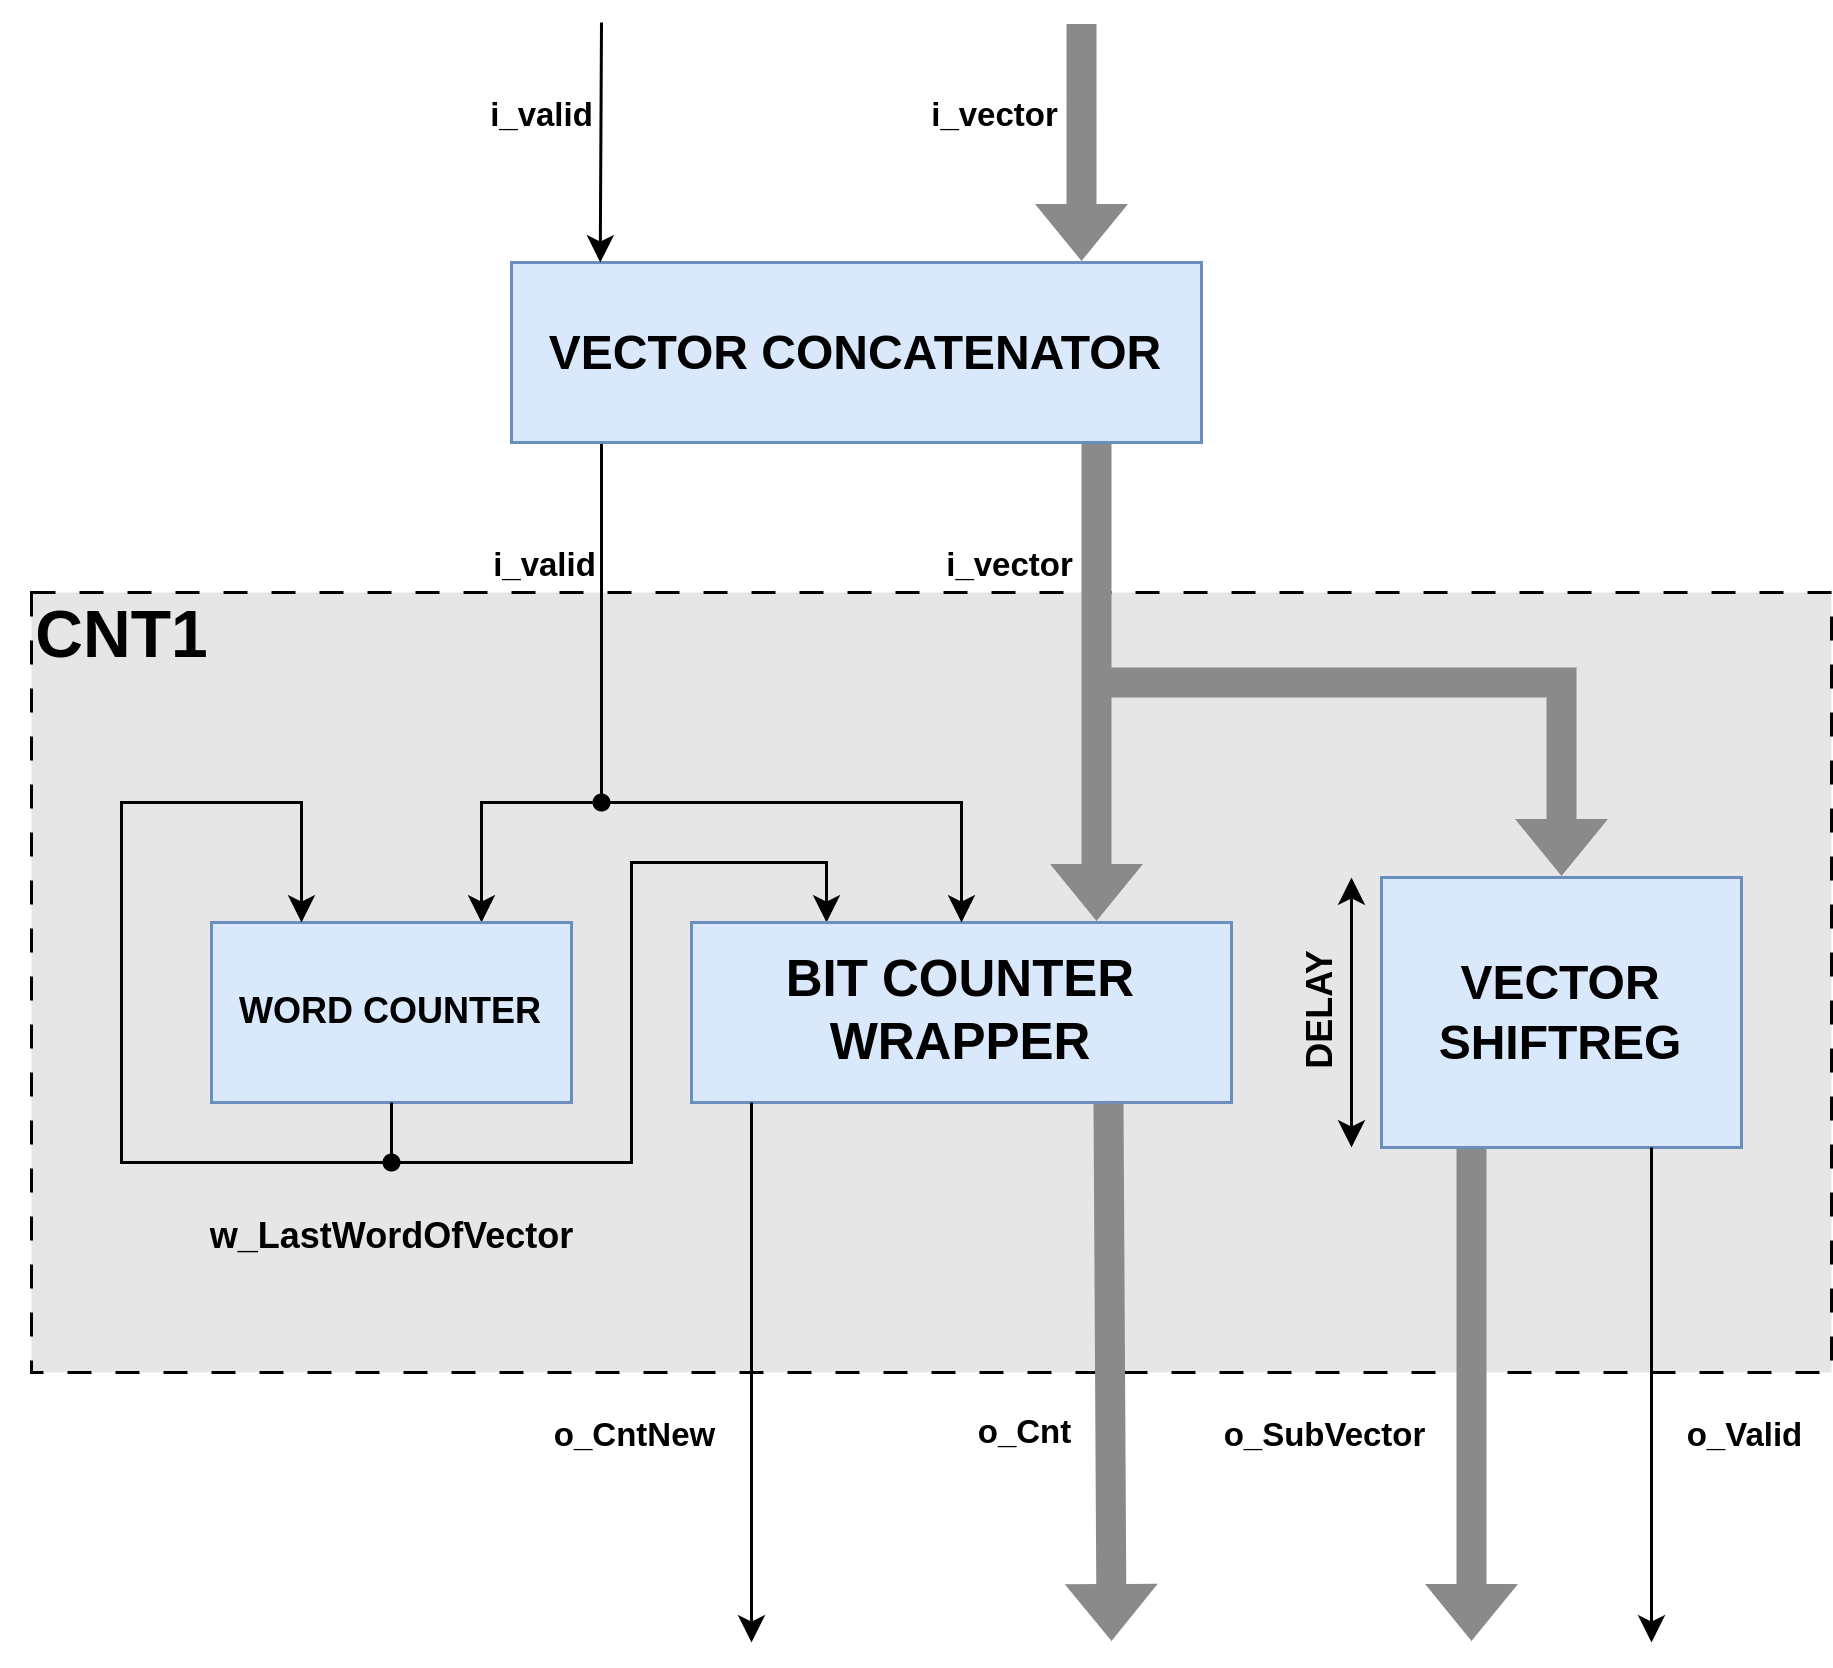 i_valid
i_vector
VECTOR CONCATENATOR
i_valid
i_vector
CNT1
WORD COUNTER
BIT COUNTER
WRAPPER
DELAY
VECTOR
SHIFTREG
w_LastWordOfVector
o_CntNew
o_Cnt
o_SubVector
o_Valid